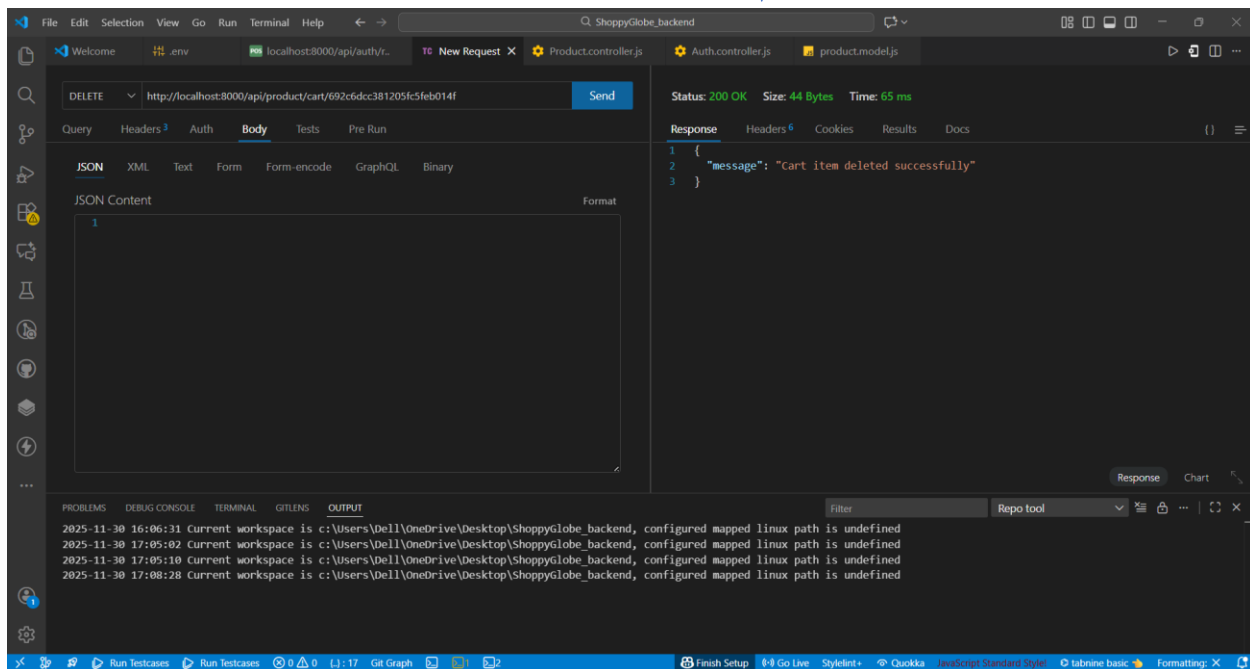 File Edit Selection View Go Run Terminal Help
ShoppyGlobe_backend
Welcome
.env
POS localhost:8000/api/auth/r..
TC New Request
Product.controller.js
Auth.controller.js
JS product.model.js
DELETE http://localhost:8000/api/product/cart/692c6dcc381205fc5feb014f Send
Status: 200 OK Size: 44 Bytes Time: 65 ms
Query Headers 3 Auth Body Tests Pre Run
Response Headers 6 Cookies Results Docs {}
JSON XML Text Form Form-encode GraphQL Binary
JSON Content Format
1
1 {
2 "message": "Cart item deleted successfully"
3 }
Response Chart
PROBLEMS DEBUG CONSOLE TERMINAL GITLENS OUTPUT
Filter
Repo tool
2025-11-30 16:06:31 Current workspace is c:\Users\Dell\OneDrive\Desktop\ShoppyGlobe_backend, configured mapped linux path is undefined
2025-11-30 17:05:02 Current workspace is c:\Users\Dell\OneDrive\Desktop\ShoppyGlobe_backend, configured mapped linux path is undefined
2025-11-30 17:05:10 Current workspace is c:\Users\Dell\OneDrive\Desktop\ShoppyGlobe_backend, configured mapped linux path is undefined
2025-11-30 17:08:28 Current workspace is c:\Users\Dell\OneDrive\Desktop\ShoppyGlobe_backend, configured mapped linux path is undefined
1
Run Testcases Run Testcases 0 0 17 Git Graph 1 2 Finish Setup Go Live Stylelint+ Quokka JavaScript Standard Style! tabnine basic Formatting: X